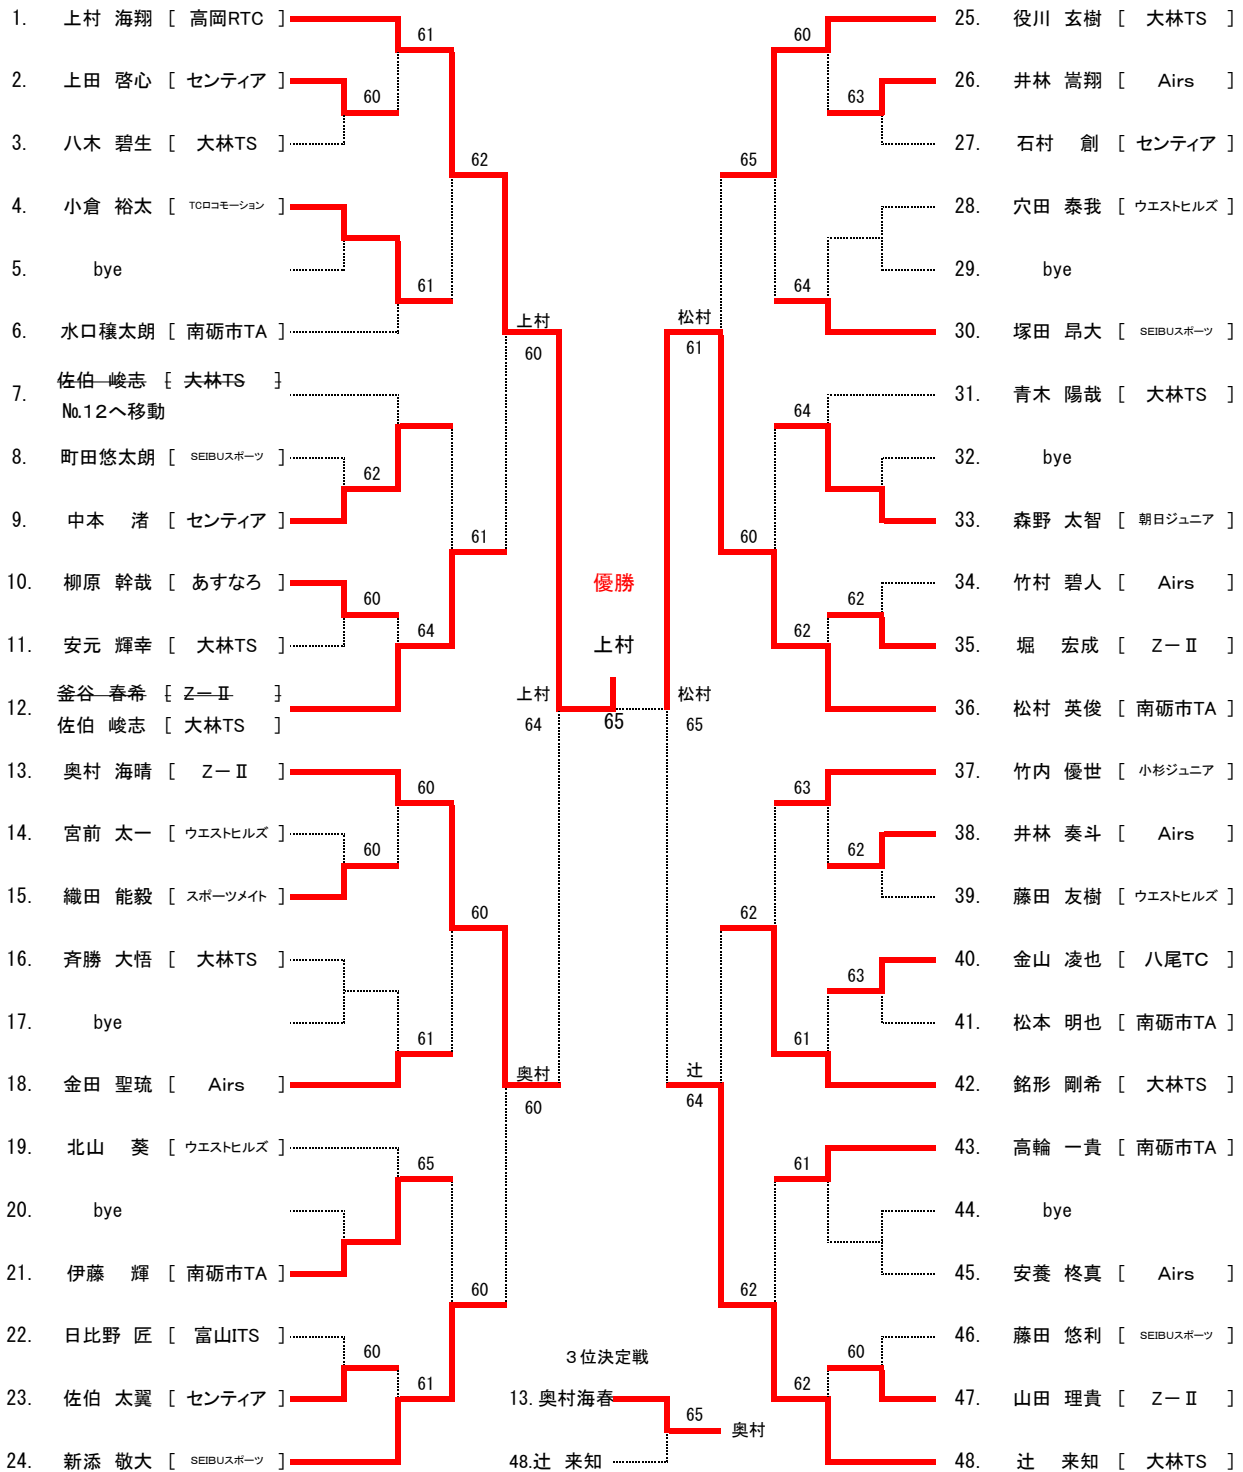 1. 上村 海翔 [ 高岡RTC ]
61
2. 上田 啓心 [ センティア ]
60
3. 八木 碧生 [ 大林TS ]
62
4. 小倉 裕太 [ TCロコモーション ]
5. bye
61
6. 水口穣太朗 [ 南砺市TA ]
上村
60
7. 佐伯 峻志 [ 大林TS ]
№12へ移動
8. 町田悠太朗 [ SEIBUスポーツ ]
62
9. 中本 渚 [ センティア ]
61
10. 柳原 幹哉 [ あすなろ ]
60
11. 安元 輝幸 [ 大林TS ]
64
12. 釜谷 春希 [ Z－Ⅱ ]
佐伯 峻志 [ 大林TS ]
上村
64
13. 奥村 海晴 [ Z－Ⅱ ]
60
14. 宮前 太一 [ ウエストヒルズ ]
60
15. 織田 能毅 [ スポーツメイト ]
60
16. 斉勝 大悟 [ 大林TS ]
17. bye
61
18. 金田 聖琉 [ Airs ]
奥村
60
19. 北山 葵 [ ウエストヒルズ ]
65
20. bye
21. 伊藤 輝 [ 南砺市TA ]
60
22. 日比野 匠 [ 富山ITS ]
60
23. 佐伯 太翼 [ センティア ]
61
24. 新添 敬大 [ SEIBUスポーツ ]
優勝
上村
65
３位決定戦
13. 奥村海春
65
奥村
48.辻 来知
60
25. 役川 玄樹 [ 大林TS ]
26. 井林 嵩翔 [ Airs ]
63
27. 石村 創 [ センティア ]
65
28. 穴田 泰我 [ ウエストヒルズ ]
29. bye
64
30. 塚田 昂大 [ SEIBUスポーツ ]
松村
61
31. 青木 陽哉 [ 大林TS ]
64
32. bye
33. 森野 太智 [ 朝日ジュニア ]
60
34. 竹村 碧人 [ Airs ]
62
35. 堀 宏成 [ Z－Ⅱ ]
62
36. 松村 英俊 [ 南砺市TA ]
松村
65
37. 竹内 優世 [ 小杉ジュニア ]
63
38. 井林 奏斗 [ Airs ]
62
39. 藤田 友樹 [ ウエストヒルズ ]
62
40. 金山 凌也 [ 八尾TC ]
63
41. 松本 明也 [ 南砺市TA ]
61
42. 銘形 剛希 [ 大林TS ]
辻
64
43. 高輪 一貴 [ 南砺市TA ]
61
44. bye
45. 安養 柊真 [ Airs ]
62
46. 藤田 悠利 [ SEIBUスポーツ ]
60
47. 山田 理貴 [ Z－Ⅱ ]
62
48. 辻 来知 [ 大林TS ]